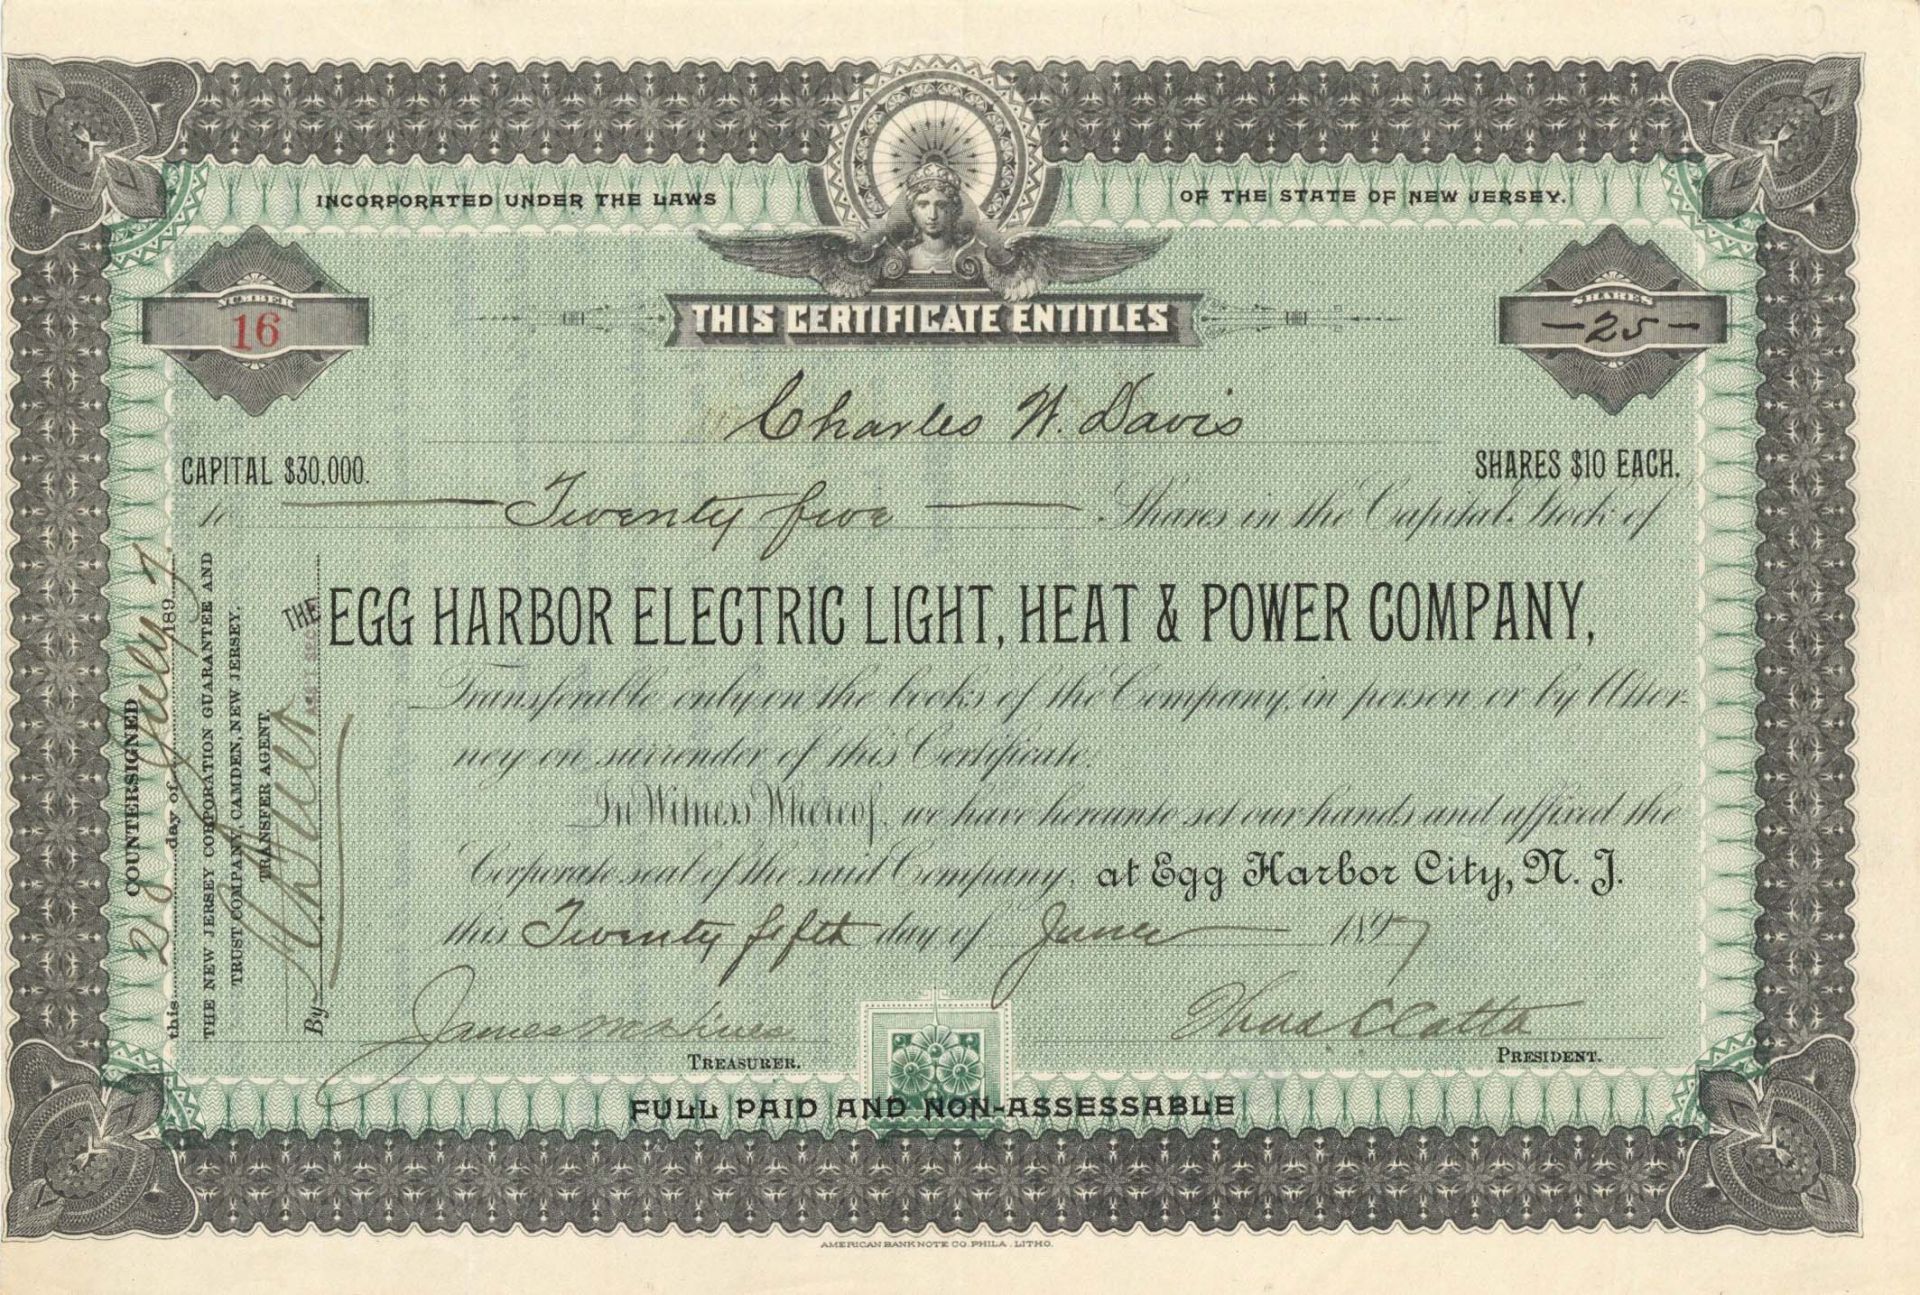 INCORPORATED UNDER THE LAWS OF THE STATE OF NEW JERSEY.
NUMBER
16
SHARES
— 25 —
THIS CERTIFICATE ENTITLES
Charles W. Davis
CAPITAL $30,000.
SHARES $10 EACH.
to Twenty five Shares in the Capital Stock of
THE EGG HARBOR ELECTRIC LIGHT, HEAT & POWER COMPANY,
Transferable only on the books of the Company, in person or by Attor-
ney on surrender of this Certificate.
In Witness Whereof, we have hereunto set our hands and affixed the
Corporate seal of the said Company, at Egg Harbor City, N. J.
this Twenty fifth day of June 1897
James
TREASURER.
PRESIDENT.
FULL PAID AND NON-ASSESSABLE
AMERICAN BANK NOTE CO. PHILA. LITHO.
COUNTERSIGNED
this 28 day of July 1897.
THE NEW JERSEY CORPORATION GUARANTEE AND
TRUST COMPANY, CAMDEN, NEW JERSEY.
TRANSFER AGENT.
By